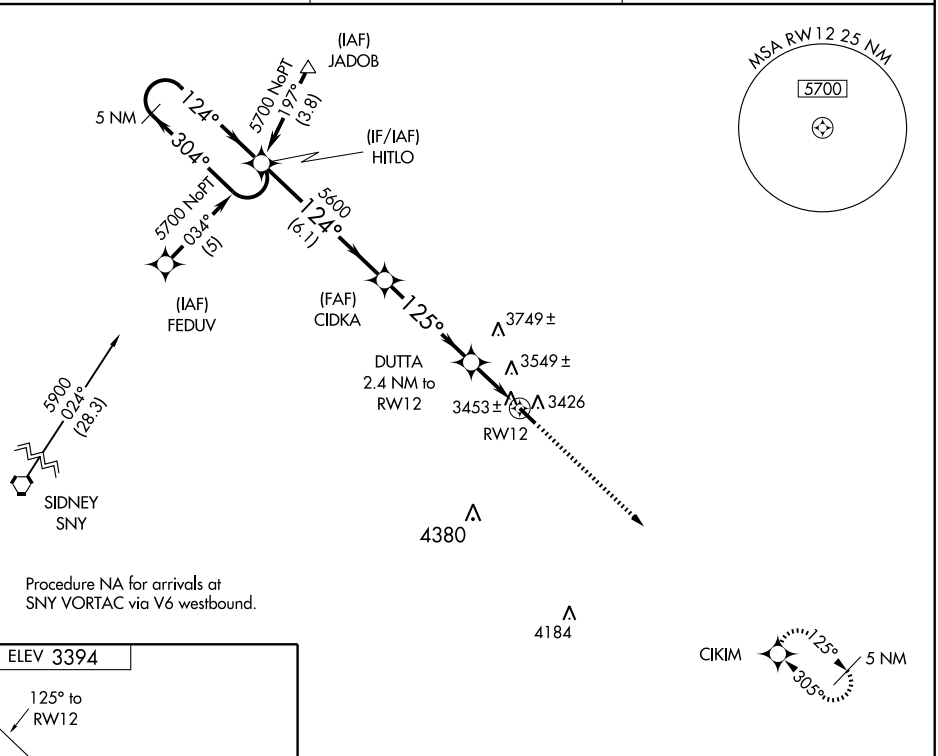 (IAF)
JADOB
5700 NoPT
197°
(3.8)
MSA RW12 25 NM
5700
5 NM
124°
304°
(IF/IAF)
HITLO
5700 NoPT
034°
(5)
5600
124°
(6.1)
(IAF)
FEDUV
(FAF)
CIDKA
125°
3749±
DUTTA
2.4 NM to
RW12
3549±
3453±
3426
RW12
5900
024°
(28.3)
SIDNEY
SNY
4380
Procedure NA for arrivals at
SNY VORTAC via V6 westbound.
4184
CIKIM
125°
305°
5 NM
ELEV 3394
125° to
RW12